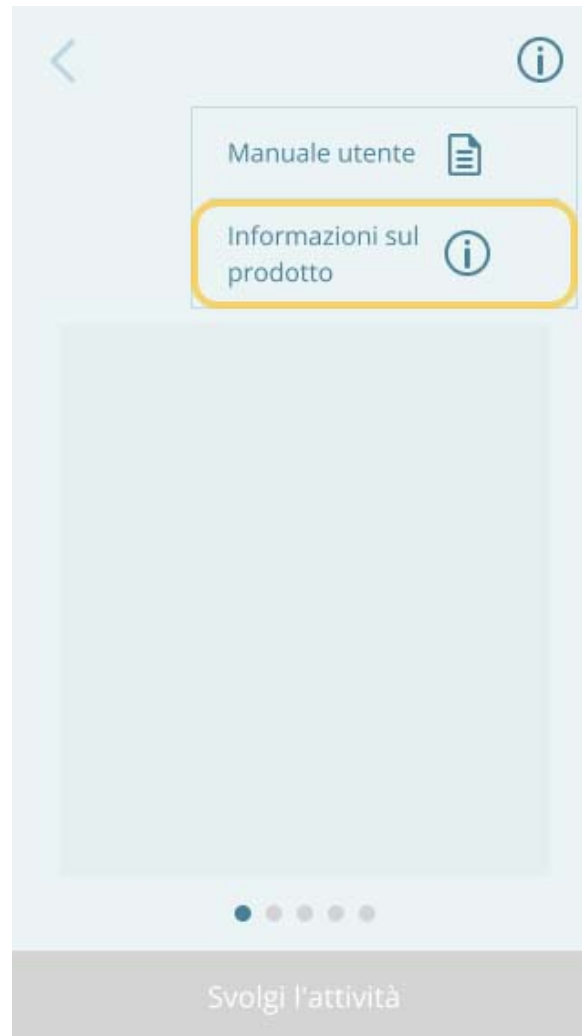 Manuale utente
Informazioni sul
prodotto
Svolgi l'attività